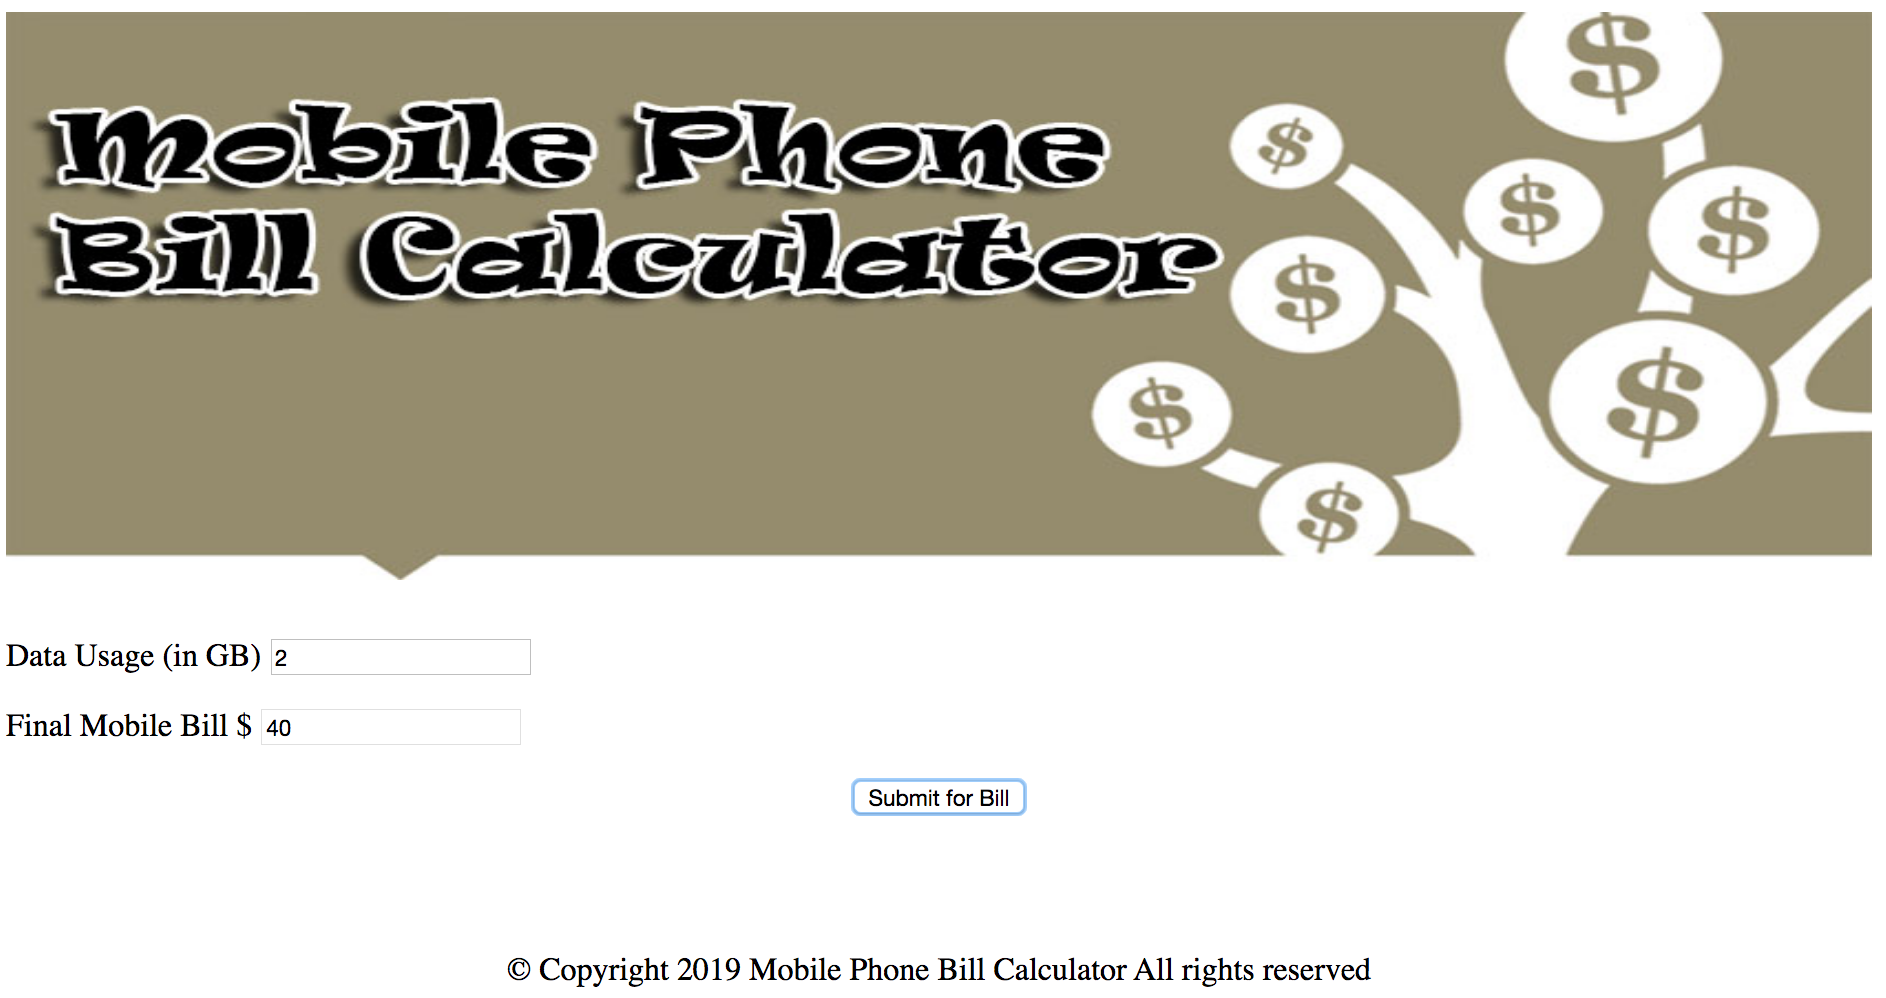 Mobile Phone
Bill Calculator
$
$
$
$
$
$
$
$
Data Usage (in GB) 2
Final Mobile Bill $ 40
Submit for Bill
© Copyright 2019 Mobile Phone Bill Calculator All rights reserved